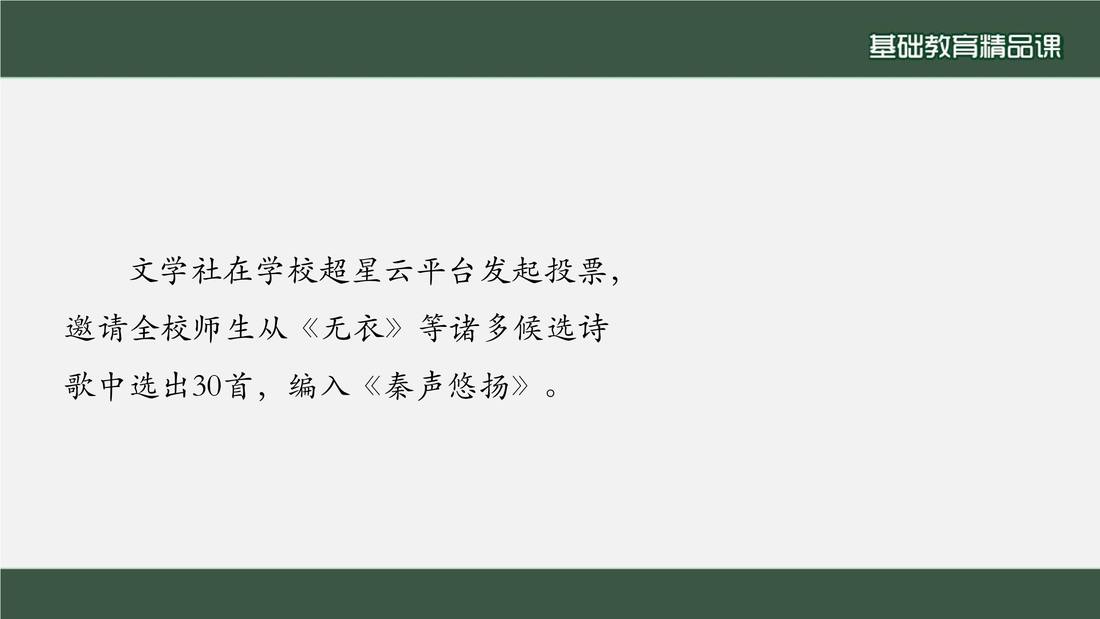 基础教育精品课
文学社在学校超星云平台发起投票，
邀请全校师生从《无衣》等诸多候选诗
歌中选出30首，编入《秦声悠扬》。